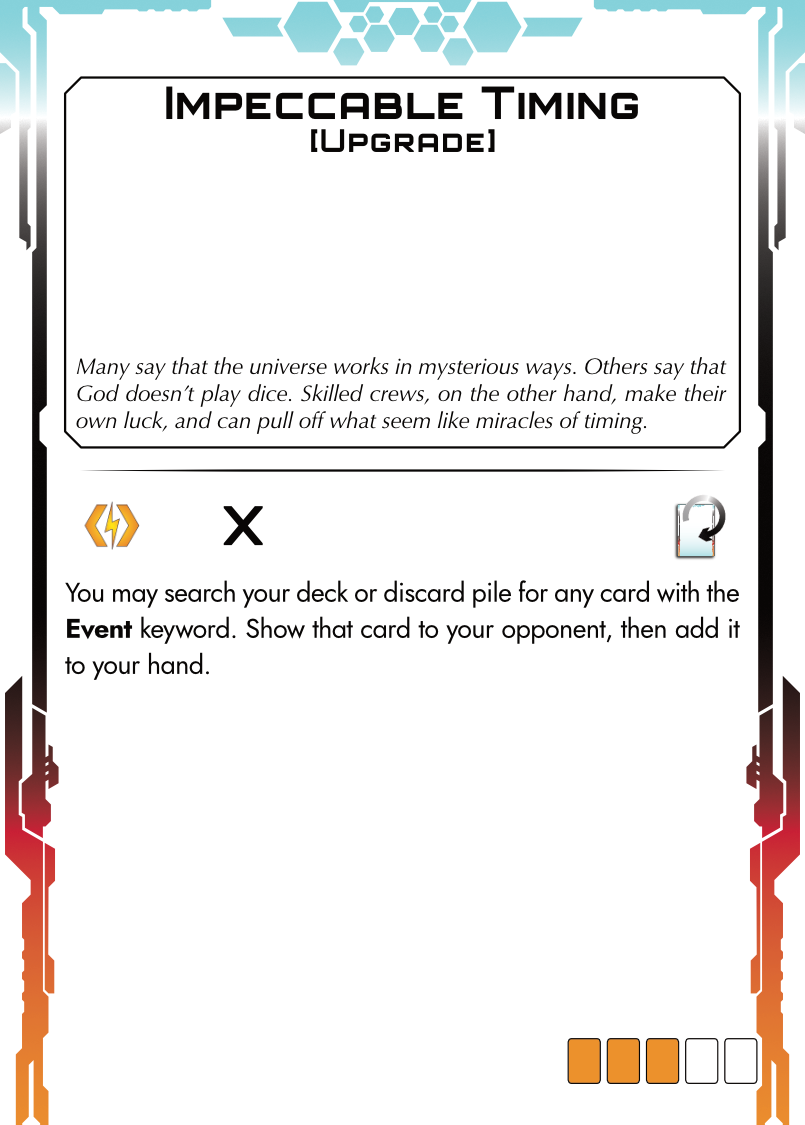 Impeccable Timing
[Upgrade]
Many say that the universe works in mysterious ways. Others say that
God doesn’t play dice. Skilled crews, on the other hand, make their
own luck, and can pull off what seem like miracles of timing.
X
You may search your deck or discard pile for any card with the
Event keyword. Show that card to your opponent, then add it
to your hand.